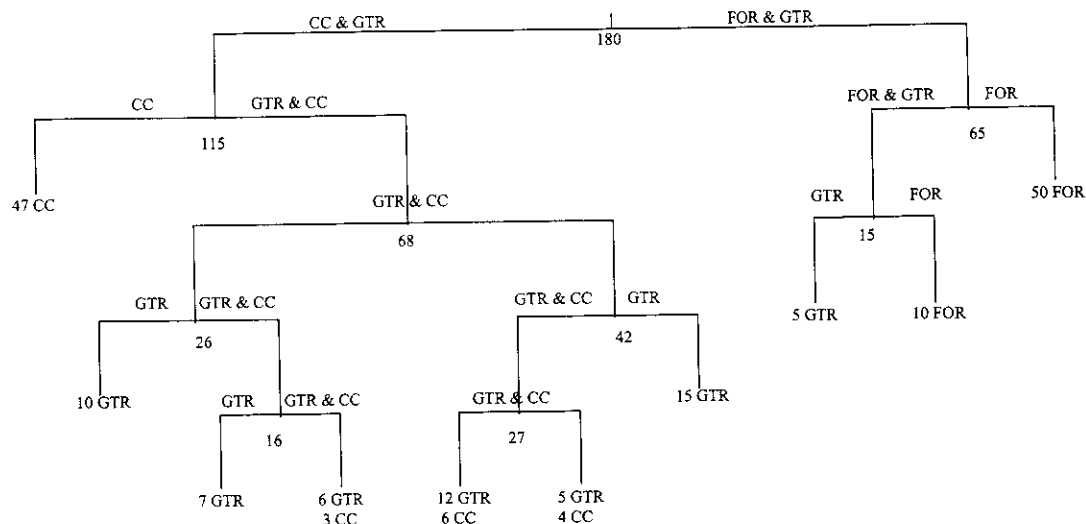 CC & GTR FOR & GTR
180
CC GTR & CC FOR & GTR FOR
115 65
47 CC GTR & CC GTR FOR 50 FOR
68 15
GTR GTR & CC GTR & CC GTR 5 GTR 10 FOR
26 42
10 GTR GTR GTR & CC GTR & CC 15 GTR
16 27
7 GTR 6 GTR 12 GTR 5 GTR
3 CC 6 CC 4 CC